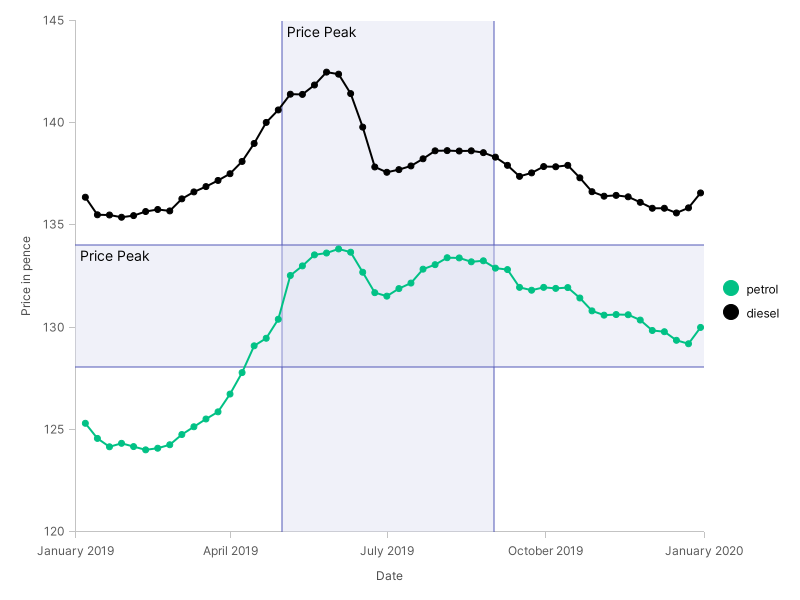 145
Price Peak
140
135
Price Peak
130
125
120
Price in pence
January 2019
April 2019
July 2019
October 2019
January 2020
Date
petrol
diesel